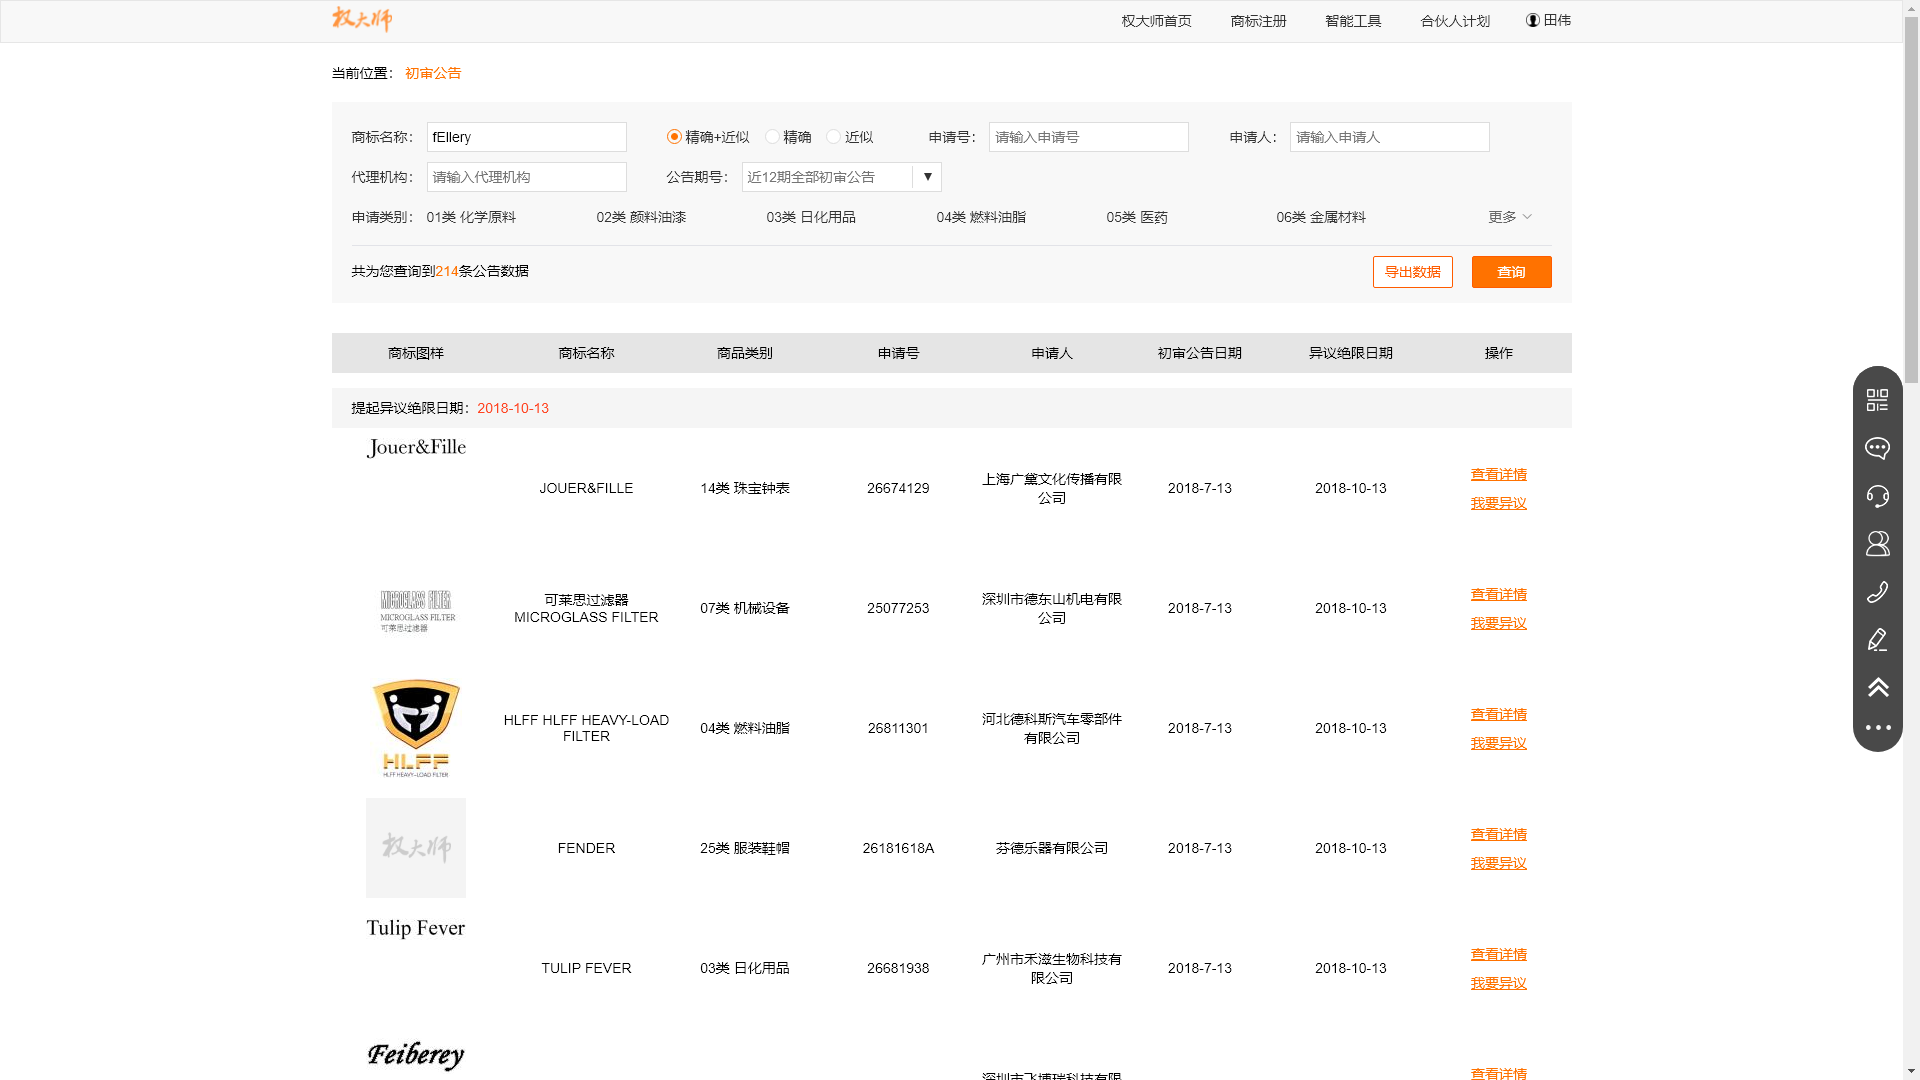 权大师
权大师首页 商标注册 智能工具 合伙人计划 田伟
当前位置： 初审公告
商标名称： fEllery 精确+近似 精确 近似 申请号： 请输入申请号 申请人： 请输入申请人
代理机构： 请输入代理机构 公告期号： 近12期全部初审公告 ▼
申请类别： 01类 化学原料 02类 颜料油漆 03类 日化用品 04类 燃料油脂 05类 医药 06类 金属材料 更多
共为您查询到214条公告数据 导出数据 查询
商标图样 商标名称 商品类别 申请号 申请人 初审公告日期 异议绝限日期 操作
提起异议绝限日期：2018-10-13
Jouer&Fille
JOUER&FILLE 14类 珠宝钟表 26674129 上海广黛文化传播有限公司 2018-7-13 2018-10-13 查看详情
我要异议
MICROGLASS FILTER
MICROGLASS FILTER
可莱思过滤器
可莱思过滤器
MICROGLASS FILTER 07类 机械设备 25077253 深圳市德东山机电有限公司 2018-7-13 2018-10-13 查看详情
我要异议
HLFF
HLFF HEAVY-LOAD FILTER
HLFF HLFF HEAVY-LOAD FILTER 04类 燃料油脂 26811301 河北德科斯汽车零部件有限公司 2018-7-13 2018-10-13 查看详情
我要异议
权大师
FENDER 25类 服装鞋帽 26181618A 芬德乐器有限公司 2018-7-13 2018-10-13 查看详情
我要异议
Tulip Fever
TULIP FEVER 03类 日化用品 26681938 广州市禾滋生物科技有限公司 2018-7-13 2018-10-13 查看详情
我要异议
Feiberey
深圳市飞博瑞科技有限 查看详情